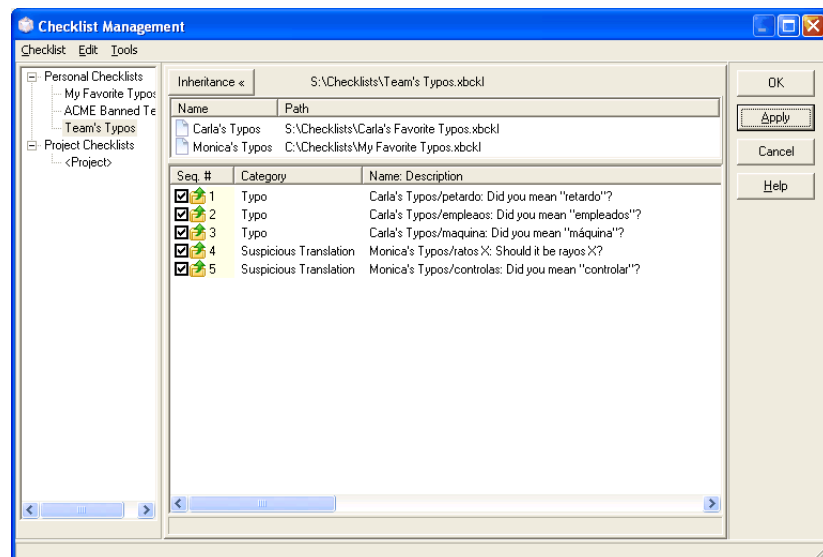 Checklist Management
Checklist Edit Tools
Personal Checklists
My Favorite Typos
ACME Banned Te
Team's Typos
Project Checklists
<Project>
Inheritance « S:\Checklists\Team's Typos.xbckl
Name Path
Carla's Typos S:\Checklists\Carla's Favorite Typos.xbckl
Monica's Typos C:\Checklists\My Favorite Typos.xbckl
Seq. # Category Name: Description
1 Typo Carla's Typos/petardo: Did you mean "retardo"?
2 Typo Carla's Typos/empleaos: Did you mean "empleados"?
3 Typo Carla's Typos/maquina: Did you mean "máquina"?
4 Suspicious Translation Monica's Typos/ratos X: Should it be rayos X?
5 Suspicious Translation Monica's Typos/controlas: Did you mean "controlar"?
OK
Apply
Cancel
Help